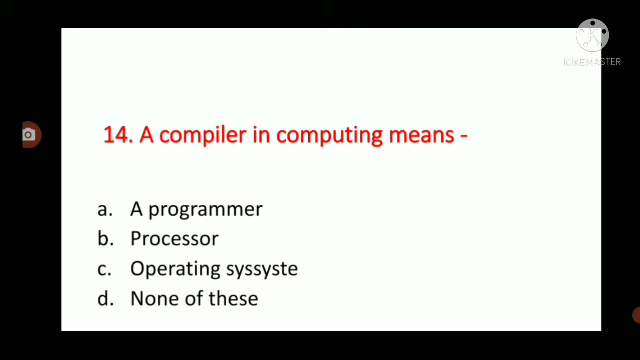 KINEMASTER
14. A compiler in computing means -
a. A programmer
b. Processor
c. Operating syssyste
d. None of these